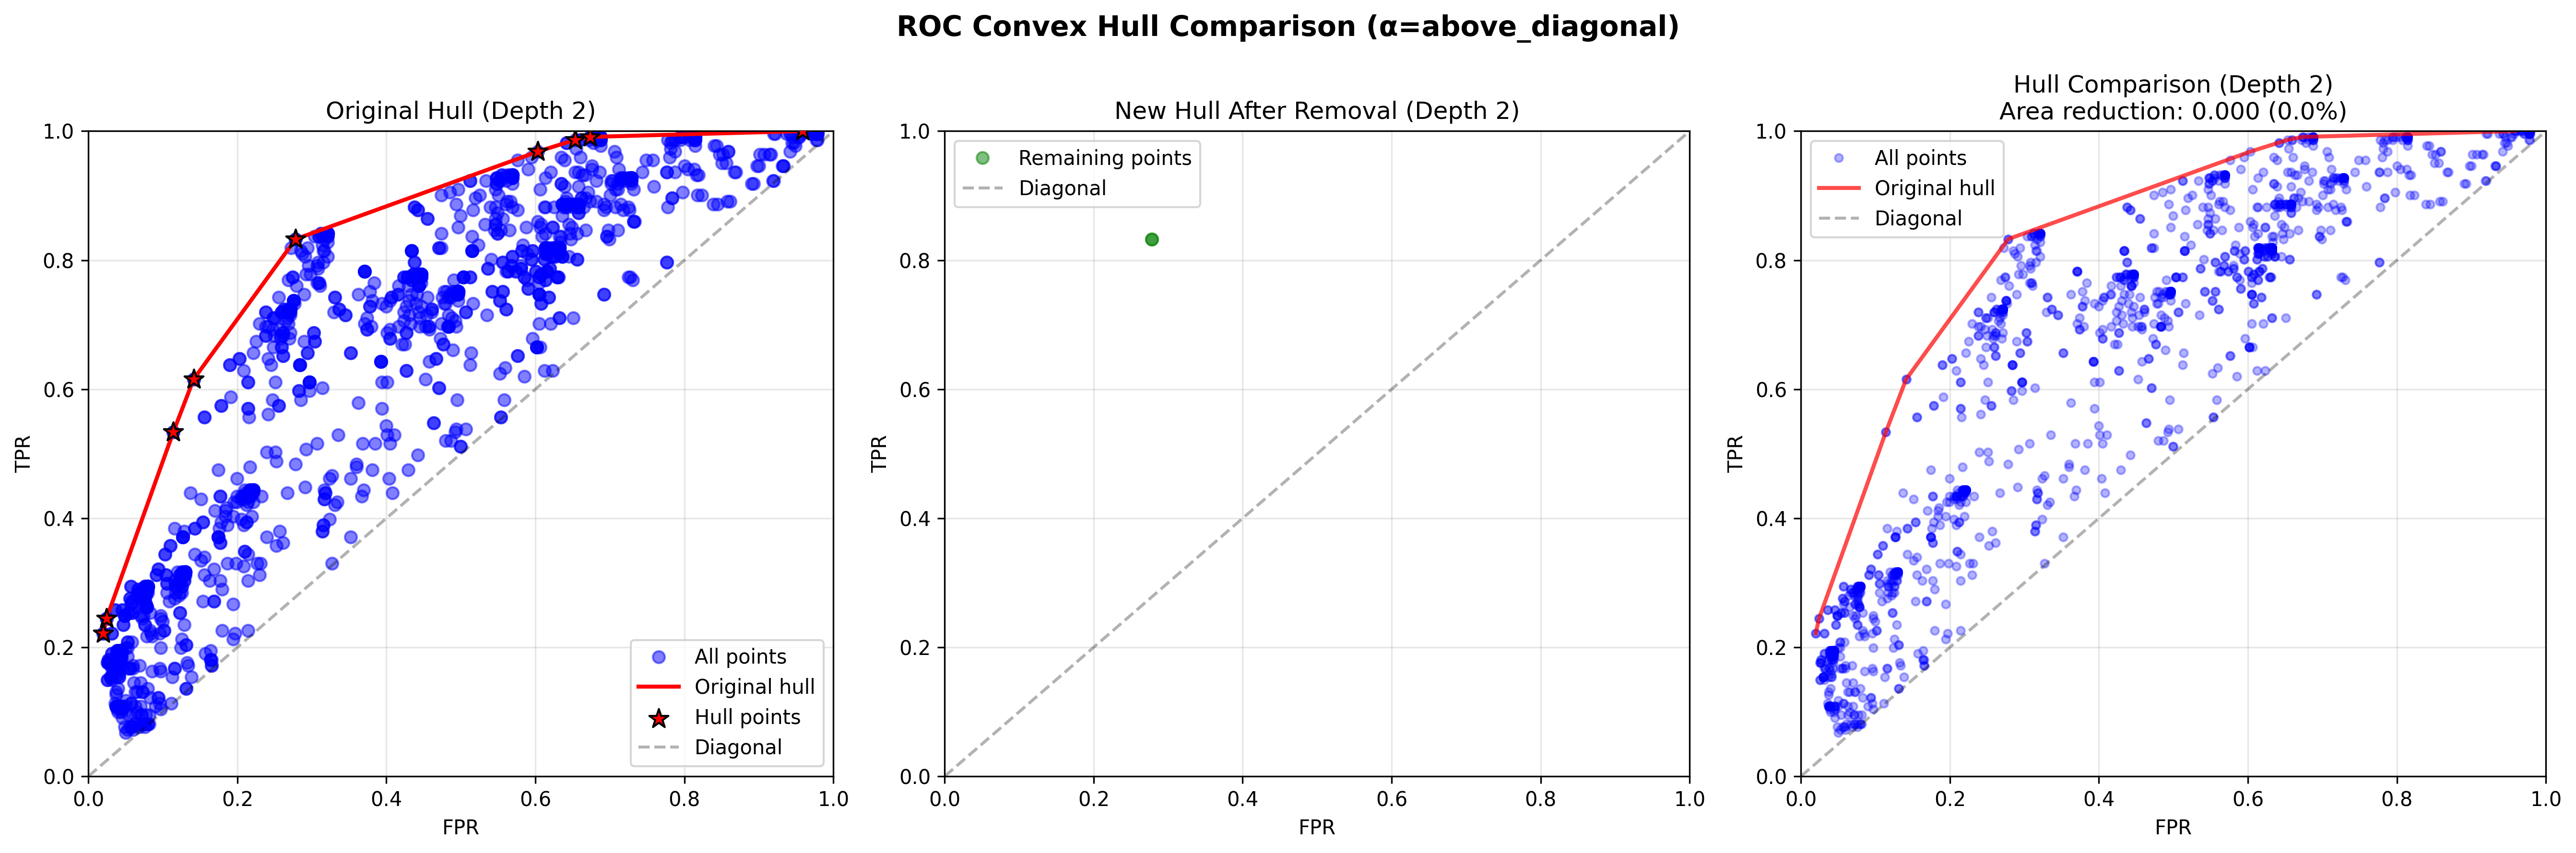 ROC Convex Hull Comparison (α=above_diagonal)
Original Hull (Depth 2)
1.0
0.8
0.6
0.4
0.2
0.0
TPR
0.0 0.2 0.4 0.6 0.8 1.0
FPR
All points
Original hull
Hull points
Diagonal
New Hull After Removal (Depth 2)
Remaining points
Diagonal
1.0
0.8
0.6
0.4
0.2
0.0
TPR
0.0 0.2 0.4 0.6 0.8 1.0
FPR
Hull Comparison (Depth 2)
Area reduction: 0.000 (0.0%)
All points
Original hull
Diagonal
1.0
0.8
0.6
0.4
0.2
0.0
TPR
0.0 0.2 0.4 0.6 0.8 1.0
FPR